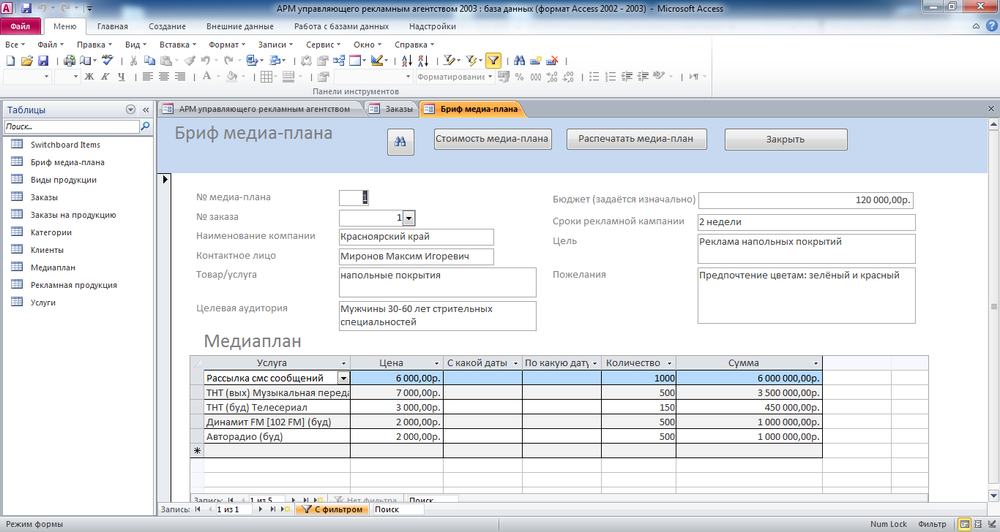 АРМ управляющего рекламным агентством 2003 : база данных (формат Access 2002 - 2003) - Microsoft Access
Файл Меню Главная Создание Внешние данные Работа с базами данных Надстройки
Все Файл Правка Вид Вставка Формат Записи Сервис Окно Справка
Ж К Ч Форматирование % 000
Панели инструментов
Таблицы
Поиск...
Switchboard Items
Бриф медиа-плана
Виды продукции
Заказы
Заказы на продукцию
Категории
Клиенты
Медиаплан
Рекламная продукция
Услуги
АРМ управляющего рекламным агентством Заказы Бриф медиа-плана
Бриф медиа-плана
Стоимость медиа-плана Распечатать медиа-план Закрыть
№ медиа-плана 1
№ заказа 1
Наименование компании Красноярский край
Контактное лицо Миронов Максим Игоревич
Товар/услуга напольные покрытия
Целевая аудитория Мужчины 30-60 лет стрительных
специальностей
Бюджет (задаётся изначально) 120 000,00р.
Сроки рекламной кампании 2 недели
Цель Реклама напольных покрытий
Пожелания Предпочтение цветам: зелёный и красный
Медиаплан
Услуга Цена С какой даты По какую дату Количество Сумма
Рассылка смс сообщений 6 000,00р. 1000 6 000 000,00р.
ТНТ (вых) Музыкальная переда 7 000,00р. 500 3 500 000,00р.
ТНТ (буд) Телесериал 3 000,00р. 150 450 000,00р.
Динамит FM [102 FM] (буд) 2 000,00р. 500 1 000 000,00р.
Авторадио (буд) 2 000,00р. 500 1 000 000,00р.
Запись: 1 из 5 Нет фильтра Поиск
Запись: 1 из 1 С фильтром Поиск
Режим формы Num Lock Фильтр